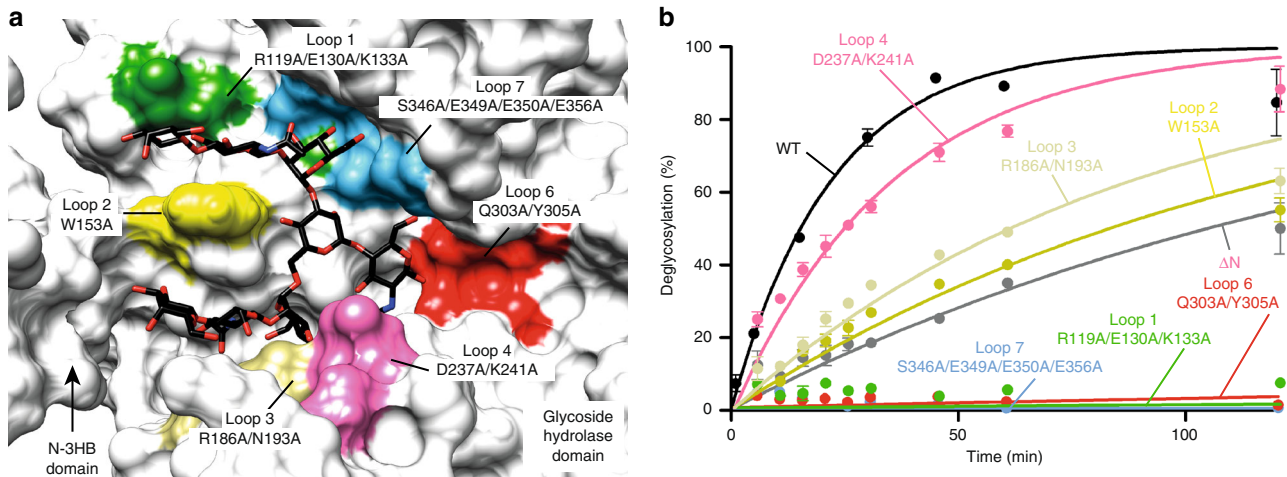 a
Loop 1
R119A/E130A/K133A
Loop 7
S346A/E349A/E350A/E356A
Loop 6
Q303A/Y305A
Loop 2
W153A
Loop 4
D237A/K241A
Loop 3
R186A/N193A
N-3HB
domain
Glycoside
hydrolase
domain
b
100
80
60
40
20
0
Deglycosylation (%)
0
50
100
Time (min)
WT
Loop 4
D237A/K241A
Loop 3
R186A/N193A
Loop 2
W153A
ΔN
Loop 6
Q303A/Y305A
Loop 1
R119A/E130A/K133A
Loop 7
S346A/E349A/E350A/E356A